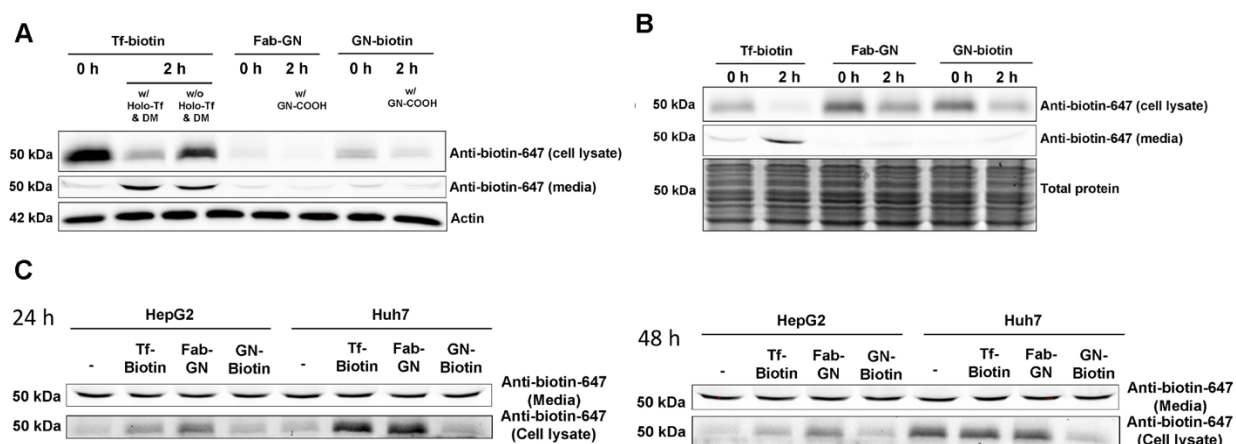 A
Tf-biotin Fab-GN GN-biotin
0 h 2 h 0 h 2 h 0 h 2 h
w/ Holo-Tf & DM w/o Holo-Tf & DM w/ GN-COOH w/ GN-COOH
50 kDa Anti-biotin-647 (cell lysate)
50 kDa Anti-biotin-647 (media)
42 kDa Actin
B
Tf-biotin Fab-GN GN-biotin
0 h 2 h 0 h 2 h 0 h 2 h
50 kDa Anti-biotin-647 (cell lysate)
Anti-biotin-647 (media)
50 kDa Total protein
C
24 h
HepG2 Huh7
- Tf-Biotin Fab-GN GN-Biotin - Tf-Biotin Fab-GN GN-Biotin
50 kDa Anti-biotin-647 (Media)
50 kDa Anti-biotin-647 (Cell lysate)
48 h
HepG2 Huh7
- Tf-Biotin Fab-GN GN-Biotin - Tf-Biotin Fab-GN GN-Biotin
50 kDa Anti-biotin-647 (Media)
50 kDa Anti-biotin-647 (Cell lysate)